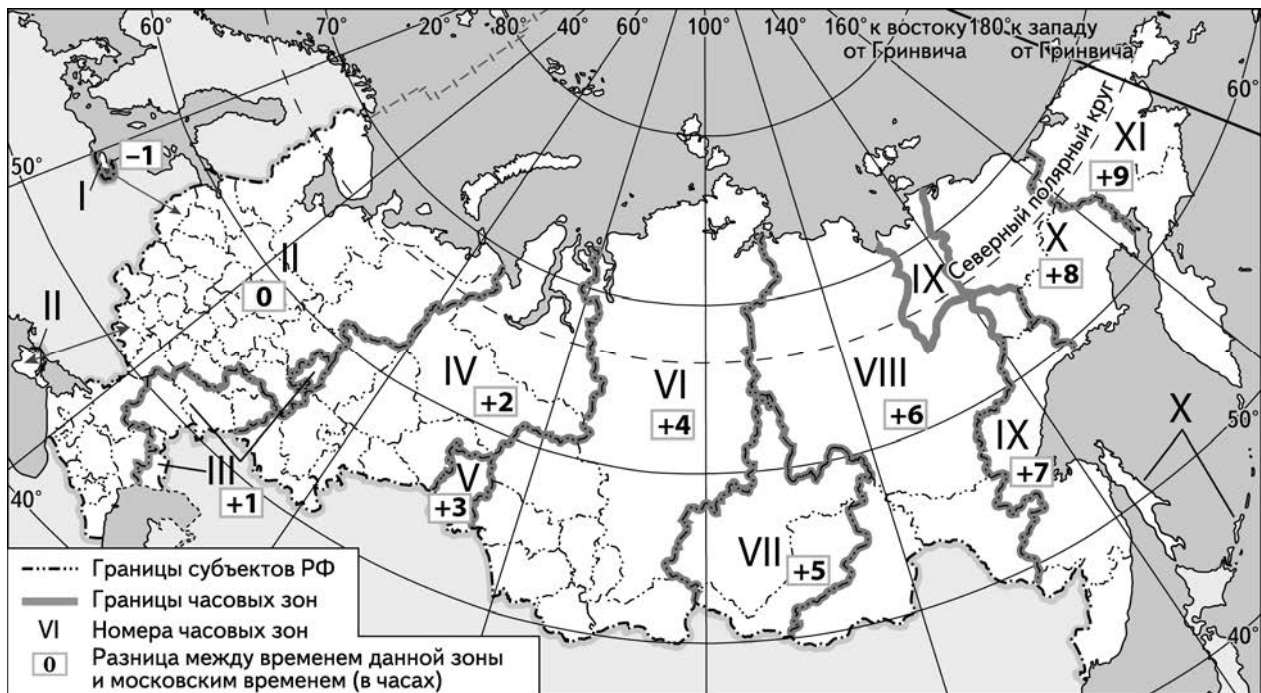 60° 70° 20° 40° 60° 80° 100° 140° 160° к востоку от Гринвича 180° к западу от Гринвича
60°
50°
–1
I
II
0
II
Северный полярный круг
XI
+9
X
+8
IX
IV
+2
VI
+4
VIII
+6
IX
+7
X
50°
V
+3
III
+1
40°
VII
+5
40°
Границы субъектов РФ
Границы часовых зон
VI Номера часовых зон
0 Разница между временем данной зоны
и московским временем (в часах)